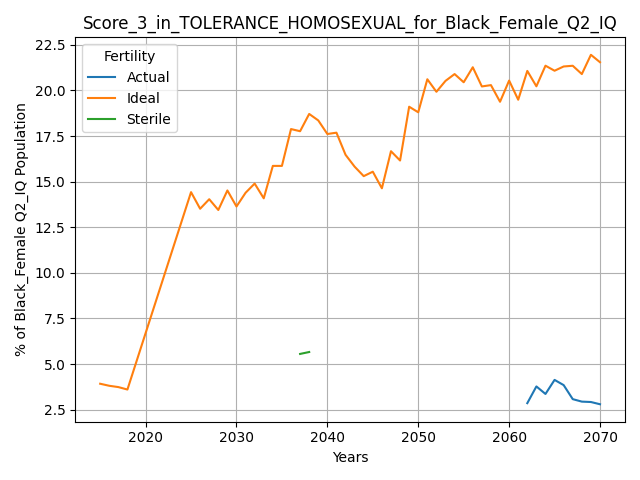 Score_3_in_TOLERANCE_HOMOSEXUAL_for_Black_Female_Q2_IQ
Fertility
Actual
Ideal
Sterile
% of Black_Female Q2_IQ Population
22.5
20.0
17.5
15.0
12.5
10.0
7.5
5.0
2.5
2020 2030 2040 2050 2060 2070
Years